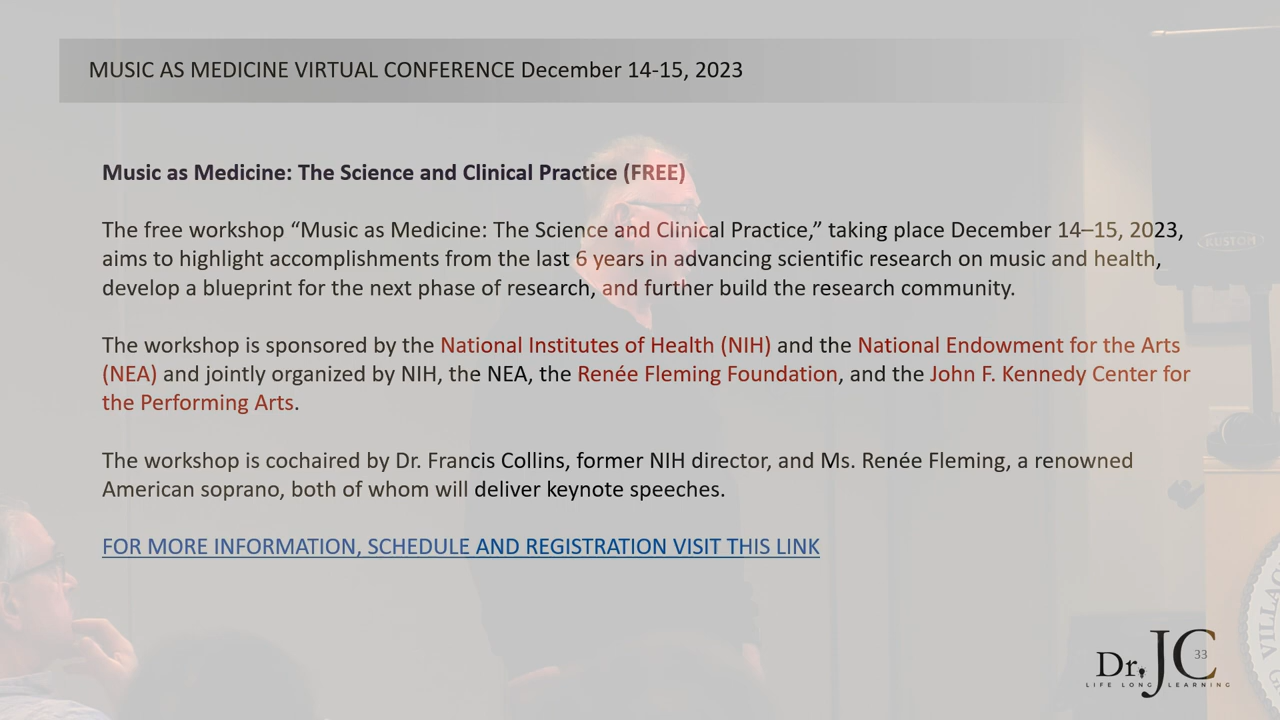 MUSIC AS MEDICINE VIRTUAL CONFERENCE December 14-15, 2023
Music as Medicine: The Science and Clinical Practice (FREE)
The free workshop “Music as Medicine: The Science and Clinical Practice,” taking place December 14–15, 2023,
aims to highlight accomplishments from the last 6 years in advancing scientific research on music and health,
develop a blueprint for the next phase of research, and further build the research community.
The workshop is sponsored by the National Institutes of Health (NIH) and the National Endowment for the Arts
(NEA) and jointly organized by NIH, the NEA, the Renée Fleming Foundation, and the John F. Kennedy Center for
the Performing Arts.
The workshop is cochaired by Dr. Francis Collins, former NIH director, and Ms. Renée Fleming, a renowned
American soprano, both of whom will deliver keynote speeches.
FOR MORE INFORMATION, SCHEDULE AND REGISTRATION VISIT THIS LINK
VILLAG
Dr. JC
33
LIFE LONG LEARNING